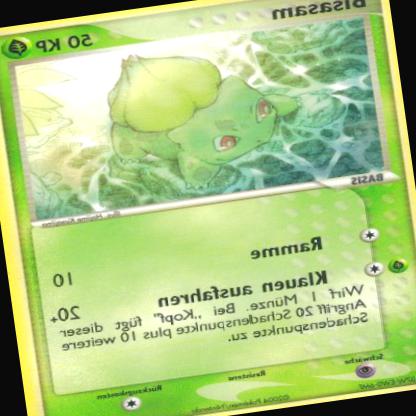 Bisasam
50 KP
BASIS
Ramme
10
Klauen ausfahren
20+
Wirf 1 Münze. Bei „Kopf" fügt dieser
Angriff 20 Schadenspunkte plus 10 weitere
Schadenspunkte zu.
Schwäche
Resistenz
Rückzugskosten